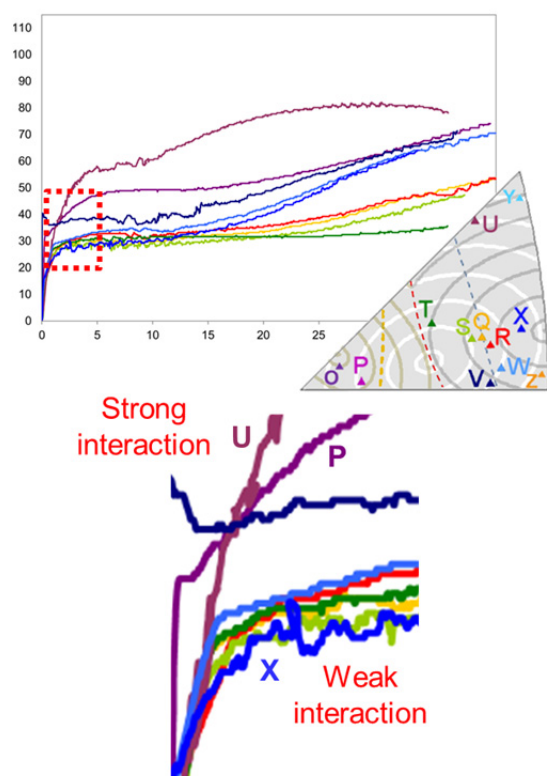 110
100
90
80
70
60
50
40
30
20
10
0
0 5 10 15 20 25
Y
U
T
S Q X
R
O P
V W Z
Strong
interaction
U
P
X
Weak
interaction